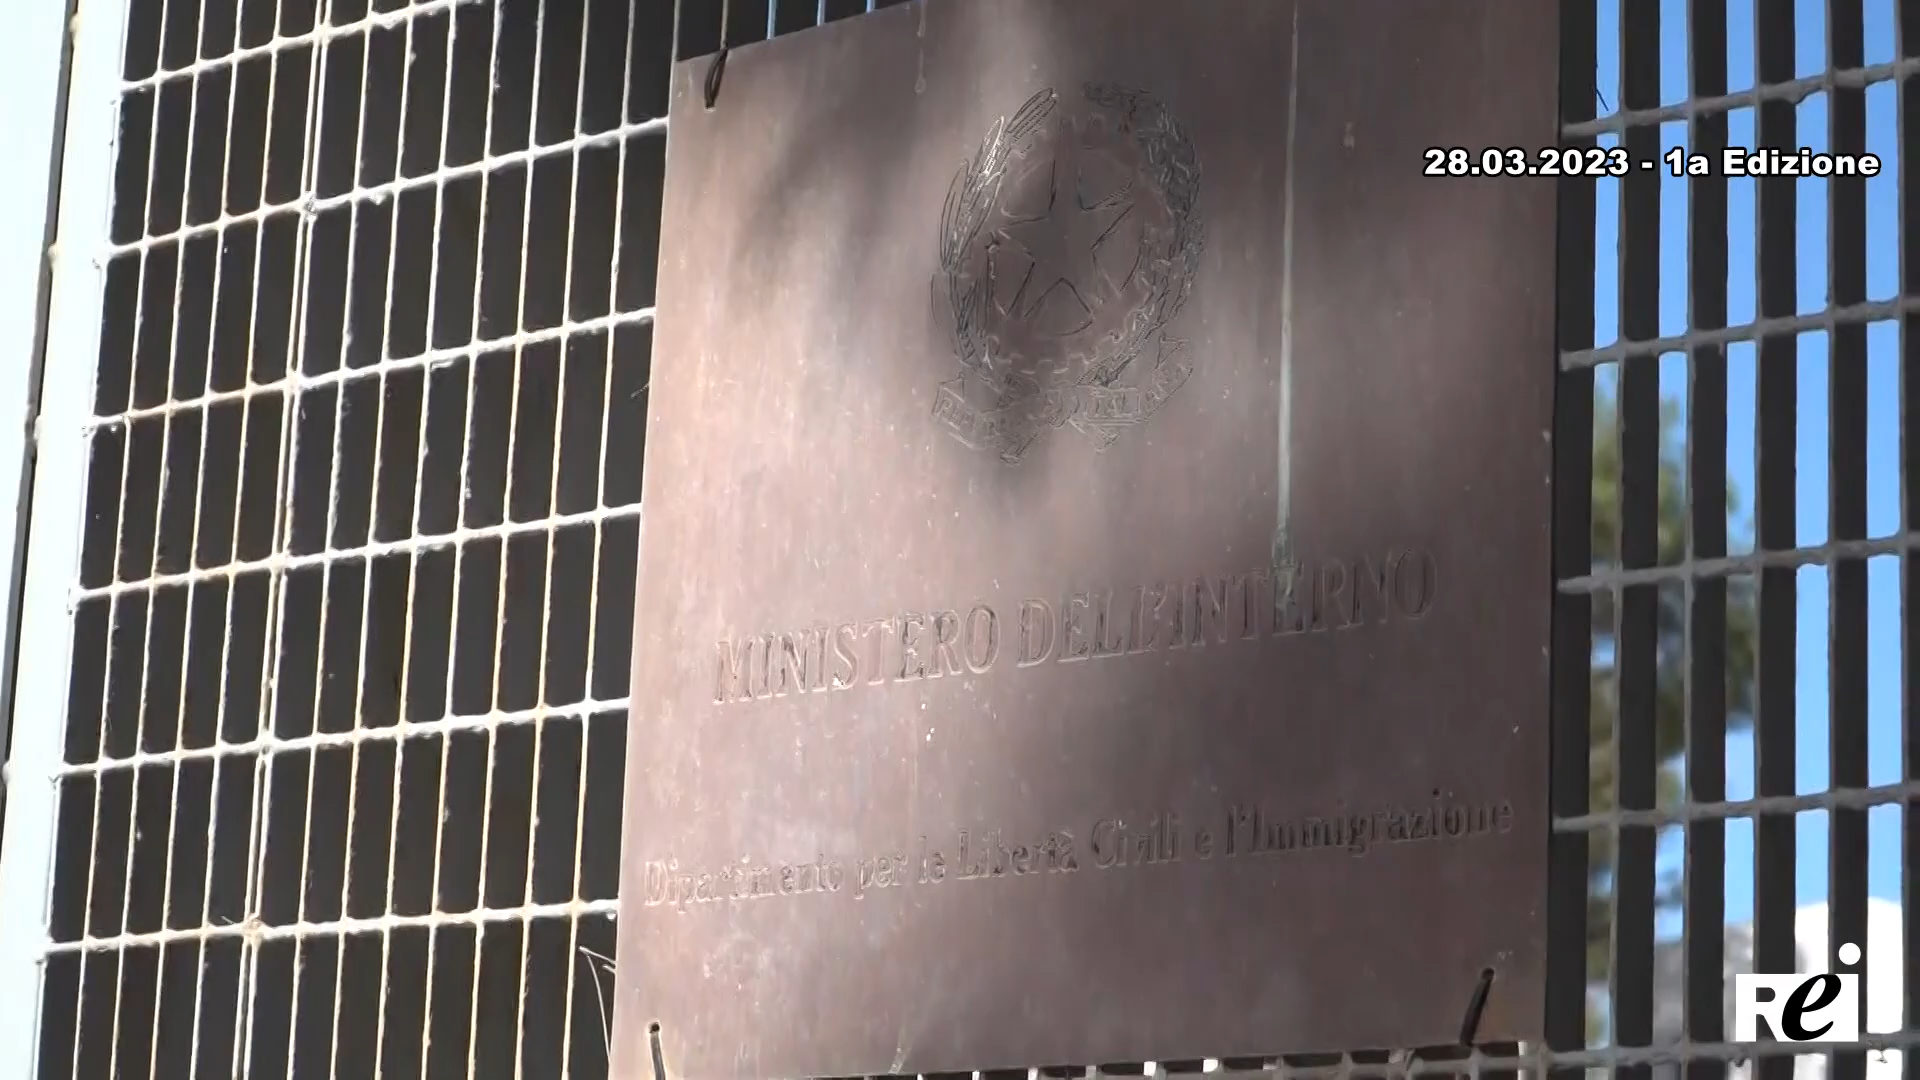 28.03.2023 - 1a Edizione
MINISTERO DELL'INTERNO
Dipartimento per le Libertà Civili e l'Immigrazione
Rei